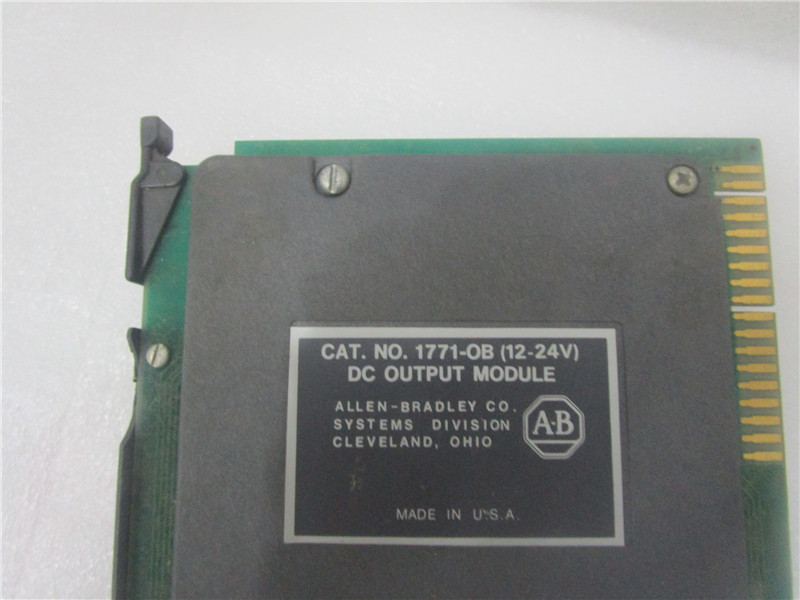 CAT. NO. 1771-OB (12-24V)
DC OUTPUT MODULE
ALLEN-BRADLEY CO.
SYSTEMS DIVISION
CLEVELAND, OHIO
A·B
MADE IN U.S.A.